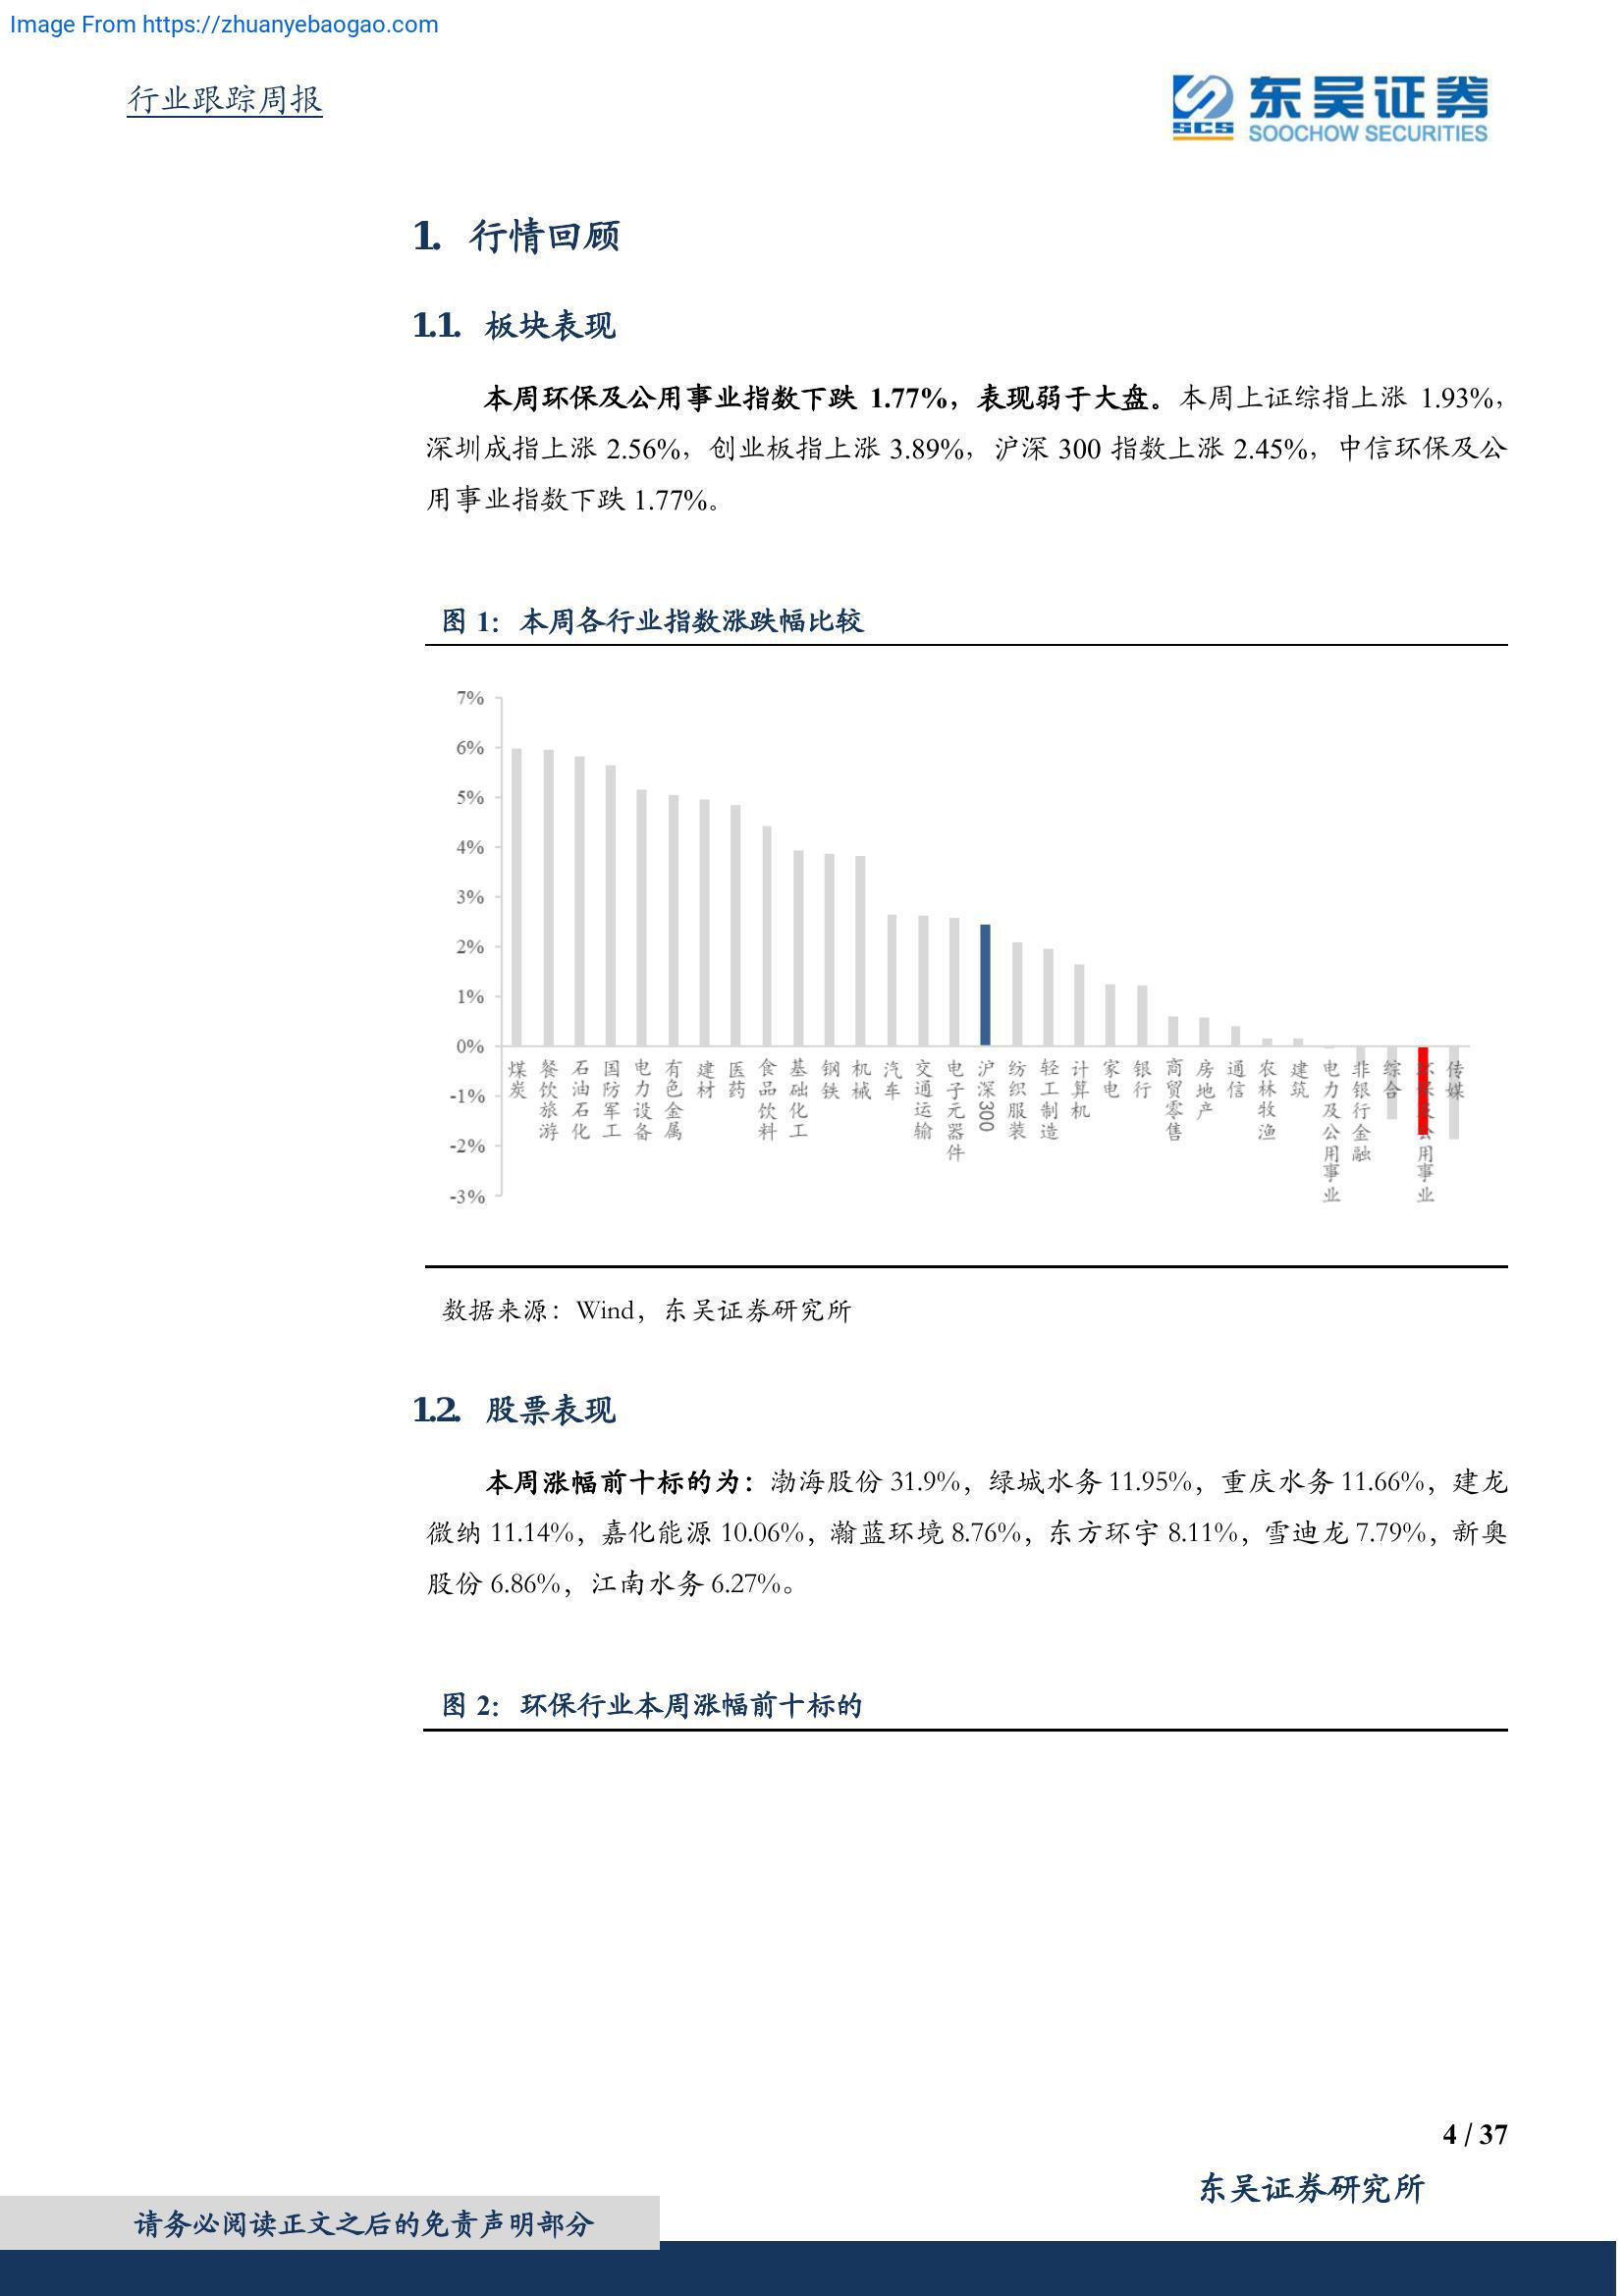 Image From https://zhuanyebaogao.com
行业跟踪周报
东吴证券
SCS
SOOCHOW SECURITIES
1. 行情回顾
1.1. 板块表现
本周环保及公用事业指数下跌 1.77%，表现弱于大盘。本周上证综指上涨 1.93%，
深圳成指上涨 2.56%，创业板指上涨 3.89%，沪深 300 指数上涨 2.45%，中信环保及公
用事业指数下跌 1.77%。
图 1：本周各行业指数涨跌幅比较
7%
6%
5%
4%
3%
2%
1%
0%
-1%
-2%
-3%
煤炭
餐饮旅游
石油石化
国防军工
电力设备
有色金属
建材
医药
食品饮料
基础化工
钢铁
机械
汽车
交通运输
电子元器件
沪深300
纺织服装
轻工制造
计算机
家电
银行
商贸零售
房地产
通信
农林牧渔
建筑
电力及公用事业
非银行金融
综合
环保及公用事业
传媒
数据来源：Wind，东吴证券研究所
1.2. 股票表现
本周涨幅前十标的为：渤海股份 31.9%，绿城水务 11.95%，重庆水务 11.66%，建龙
微纳 11.14%，嘉化能源 10.06%，瀚蓝环境 8.76%，东方环宇 8.11%，雪迪龙 7.79%，新奥
股份 6.86%，江南水务 6.27%。
图 2：环保行业本周涨幅前十标的
4 / 37
东吴证券研究所
请务必阅读正文之后的免责声明部分